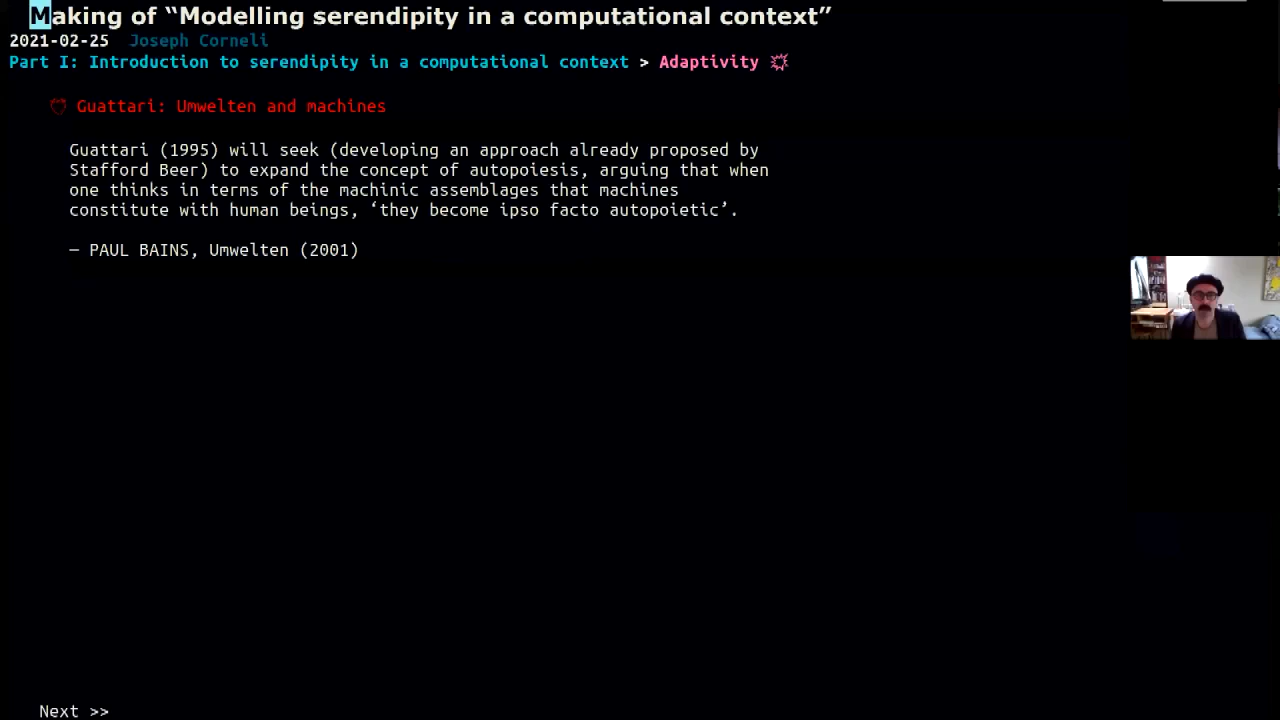 Making of “Modelling serendipity in a computational context”
2021-02-25 Joseph Corneli
Part I: Introduction to serendipity in a computational context > Adaptivity
Guattari: Umwelten and machines
Guattari (1995) will seek (developing an approach already proposed by
Stafford Beer) to expand the concept of autopoiesis, arguing that when
one thinks in terms of the machinic assemblages that machines
constitute with human beings, ‘they become ipso facto autopoietic’.
— PAUL BAINS, Umwelten (2001)
Next >>